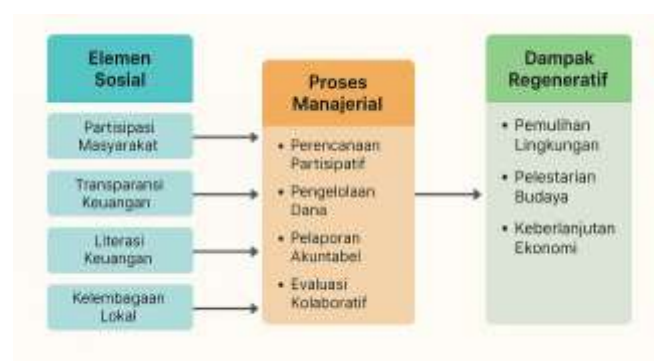 Elemen
Sosial
Partisipasi
Masyarakat
Transparansi
Keuangan
Literasi
Keuangan
Kelembagaan
Lokal
Proses
Manajerial
• Perencanaan
Partisipatif
• Pengelolaan
Dana
• Pelaporan
Akuntabel
• Evaluasi
Kolaboratif
Dampak
Regeneratif
• Pemulihan
Lingkungan
• Pelestarian
Budaya
• Keberlanjutan
Ekonomi